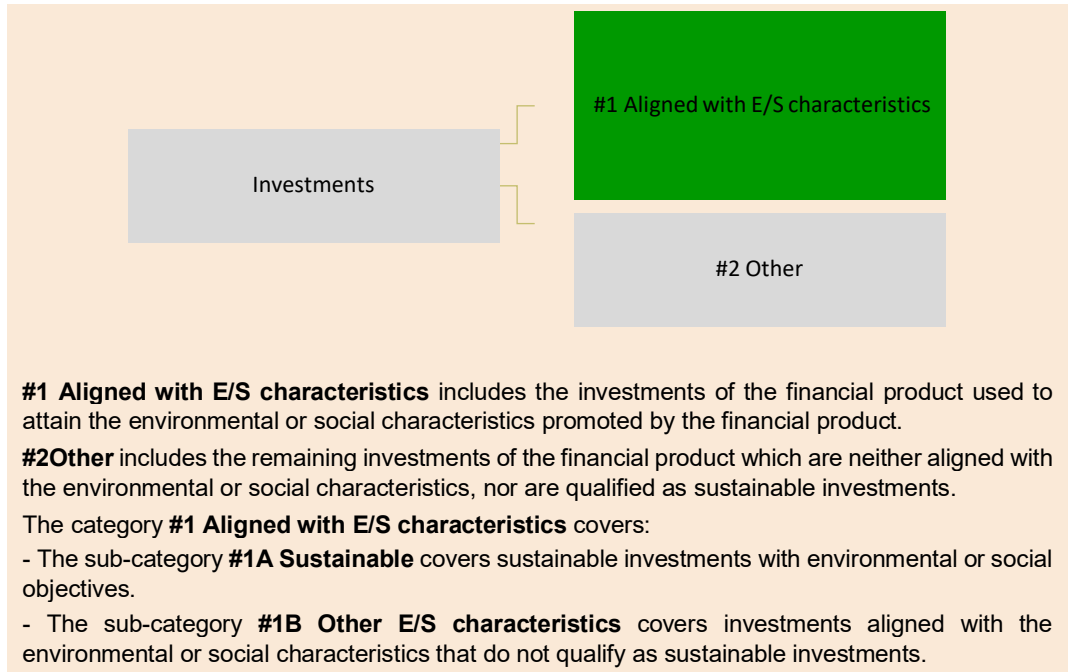 #1 Aligned with E/S characteristics
Investments
#2 Other
#1 Aligned with E/S characteristics includes the investments of the financial product used to
attain the environmental or social characteristics promoted by the financial product.
#2Other includes the remaining investments of the financial product which are neither aligned with
the environmental or social characteristics, nor are qualified as sustainable investments.
The category #1 Aligned with E/S characteristics covers:
- The sub-category #1A Sustainable covers sustainable investments with environmental or social
objectives.
- The sub-category #1B Other E/S characteristics covers investments aligned with the
environmental or social characteristics that do not qualify as sustainable investments.